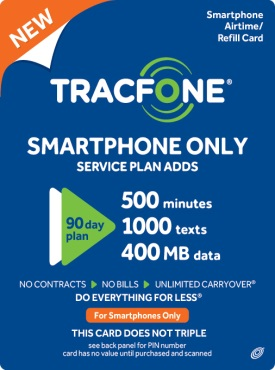 NEW
Smartphone
Airtime/
Refill Card
TRACFONE®
SMARTPHONE ONLY
SERVICE PLAN ADDS
90 day
plan
500 minutes
1000 texts
400 MB data
NO CONTRACTS ▶ NO BILLS ▶ UNLIMITED CARRYOVER®
DO EVERYTHING FOR LESS®
For Smartphones Only
THIS CARD DOES NOT TRIPLE
see back panel for PIN number
card has no value until purchased and scanned